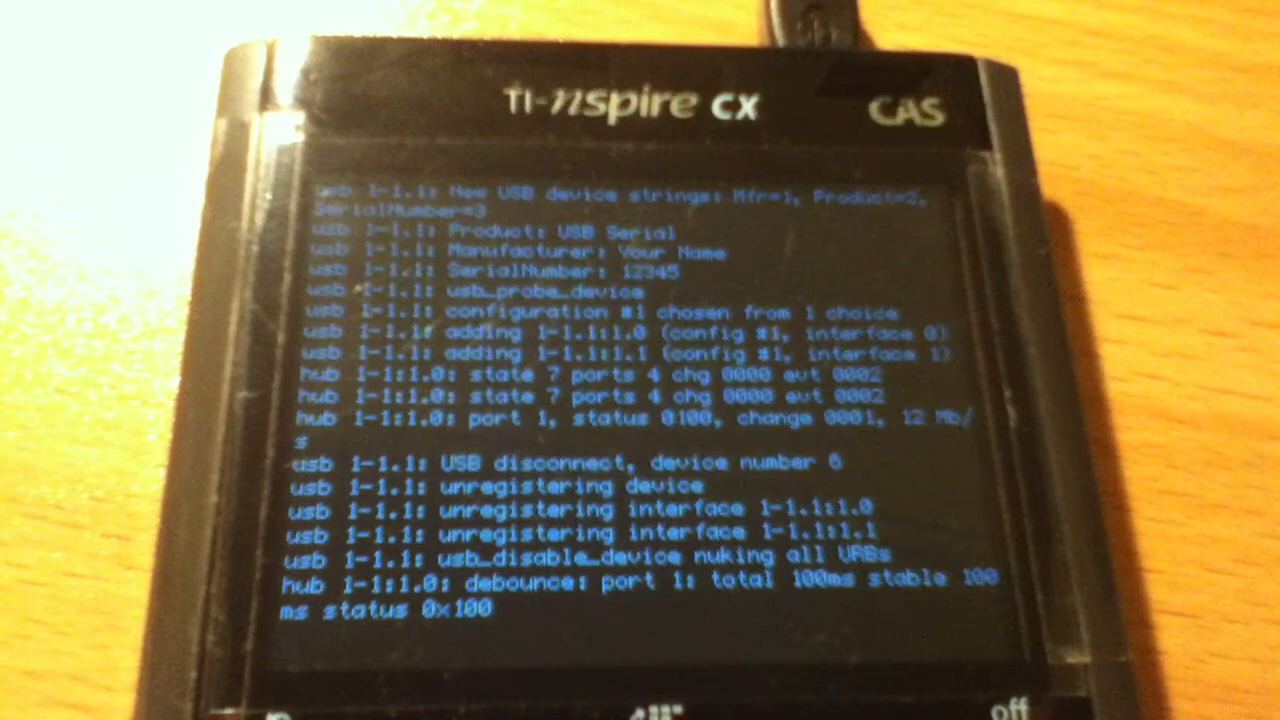 TI-nspire CX CAS
usb 1-1.1: New USB device strings: Mfr=1, Product=2,
SerialNumber=3
usb 1-1.1: Product: USB Serial
usb 1-1.1: Manufacturer: Your Name
usb 1-1.1: SerialNumber: 12345
usb 1-1.1: usb_probe_device
usb 1-1.1: configuration #1 chosen from 1 choice
usb 1-1.1: adding 1-1.1:1.0 (config #1, interface 0)
usb 1-1.1: adding 1-1.1:1.1 (config #1, interface 1)
hub 1-1:1.0: state 7 ports 4 chg 0000 evt 0002
hub 1-1:1.0: state 7 ports 4 chg 0000 evt 0002
hub 1-1:1.0: port 1, status 0100, change 0001, 12 Mb/
s
usb 1-1.1: USB disconnect, device number 6
usb 1-1.1: unregistering device
usb 1-1.1: unregistering interface 1-1.1:1.0
usb 1-1.1: unregistering interface 1-1.1:1.1
usb 1-1.1: usb_disable_device nuking all URBs
hub 1-1:1.0: debounce: port 1: total 100ms stable 100
ms status 0x100
off